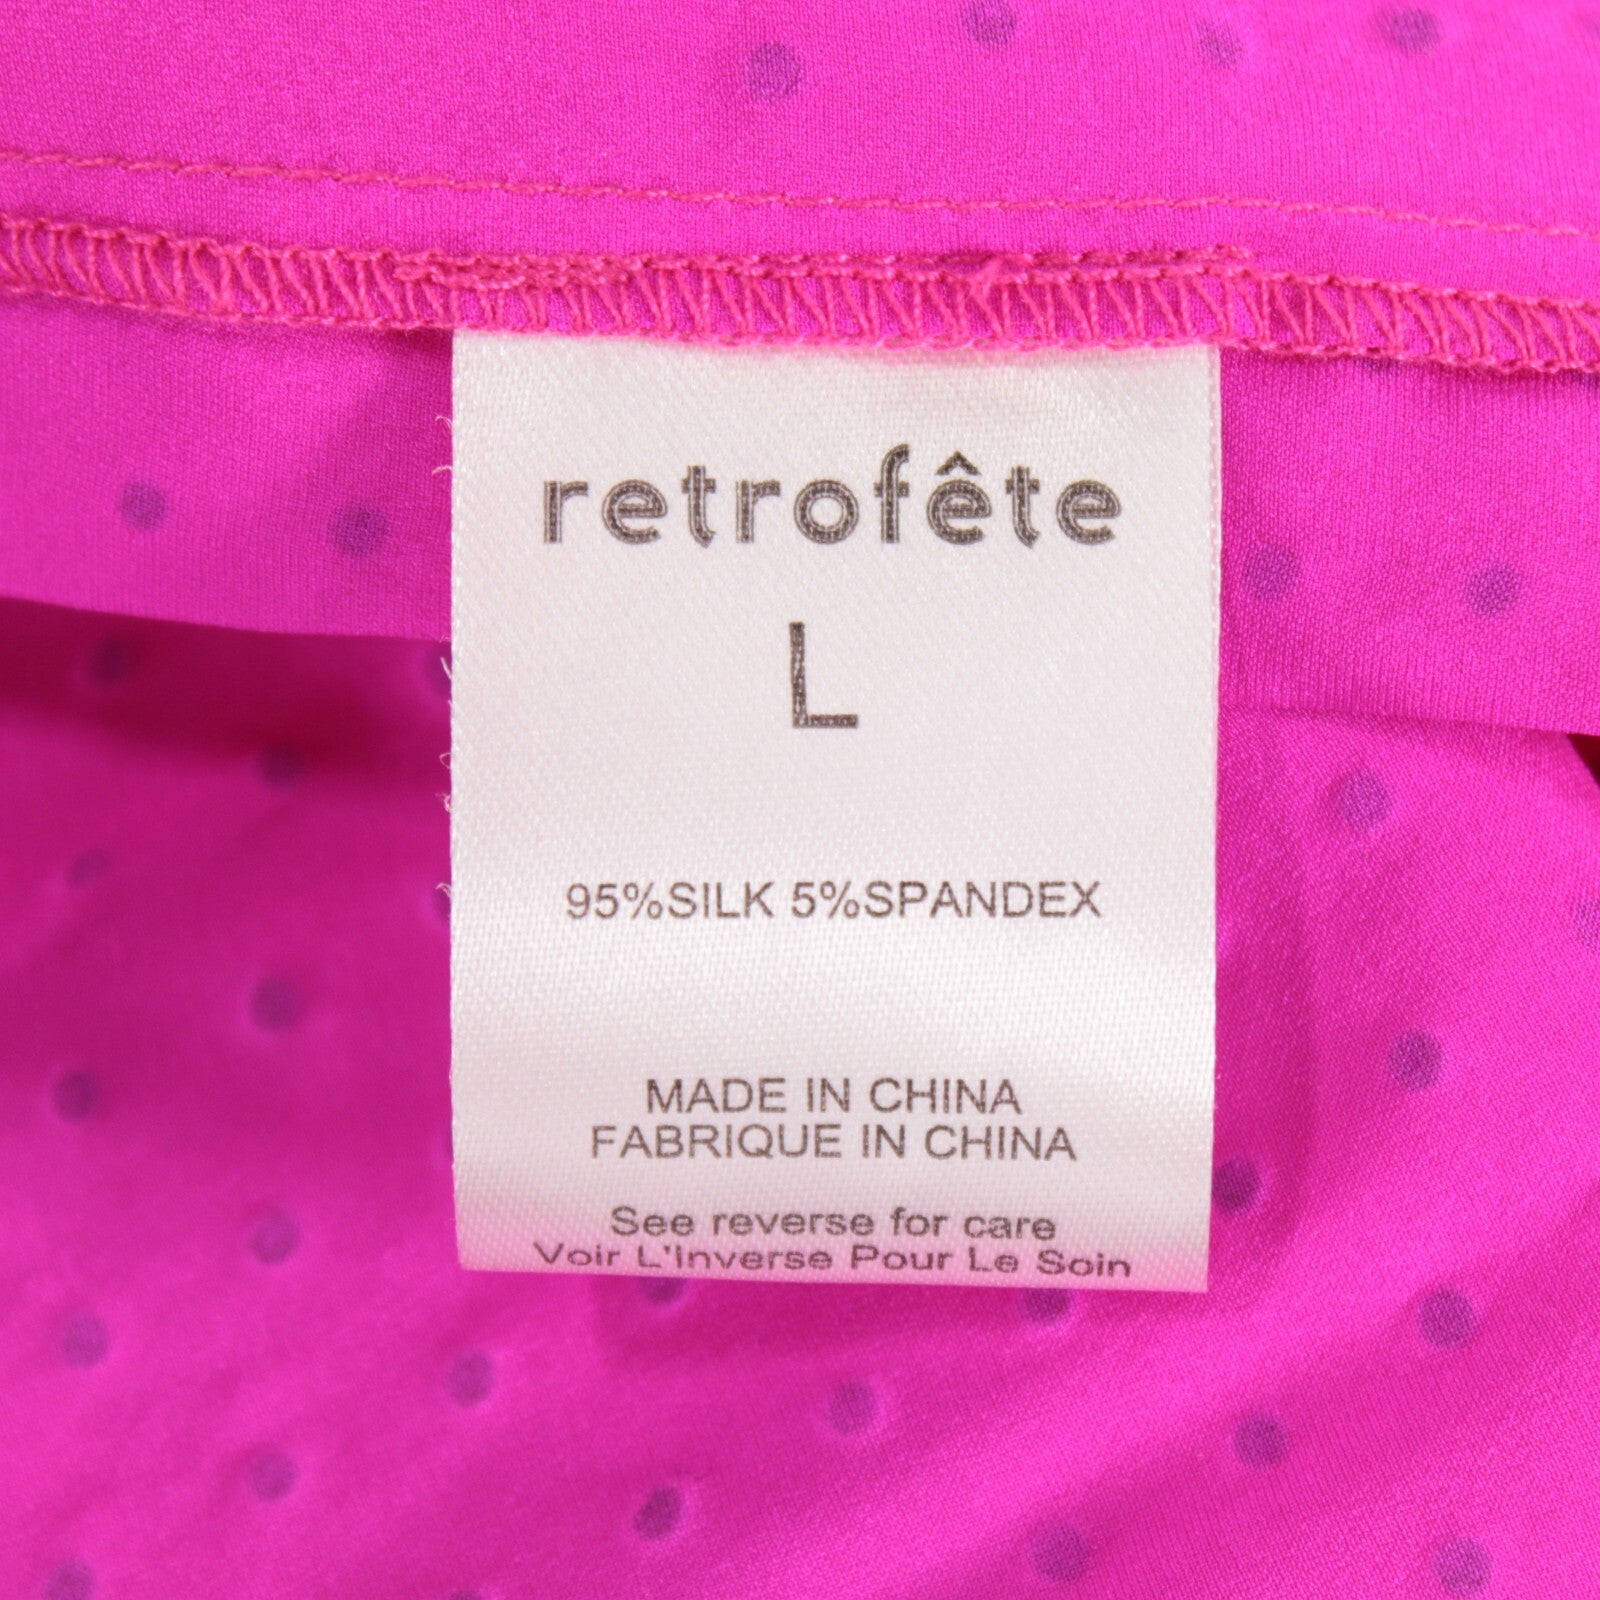 retrofête
L
95%SILK 5%SPANDEX
MADE IN CHINA
FABRIQUE IN CHINA
See reverse for care
Voir L'Inverse Pour Le Soin